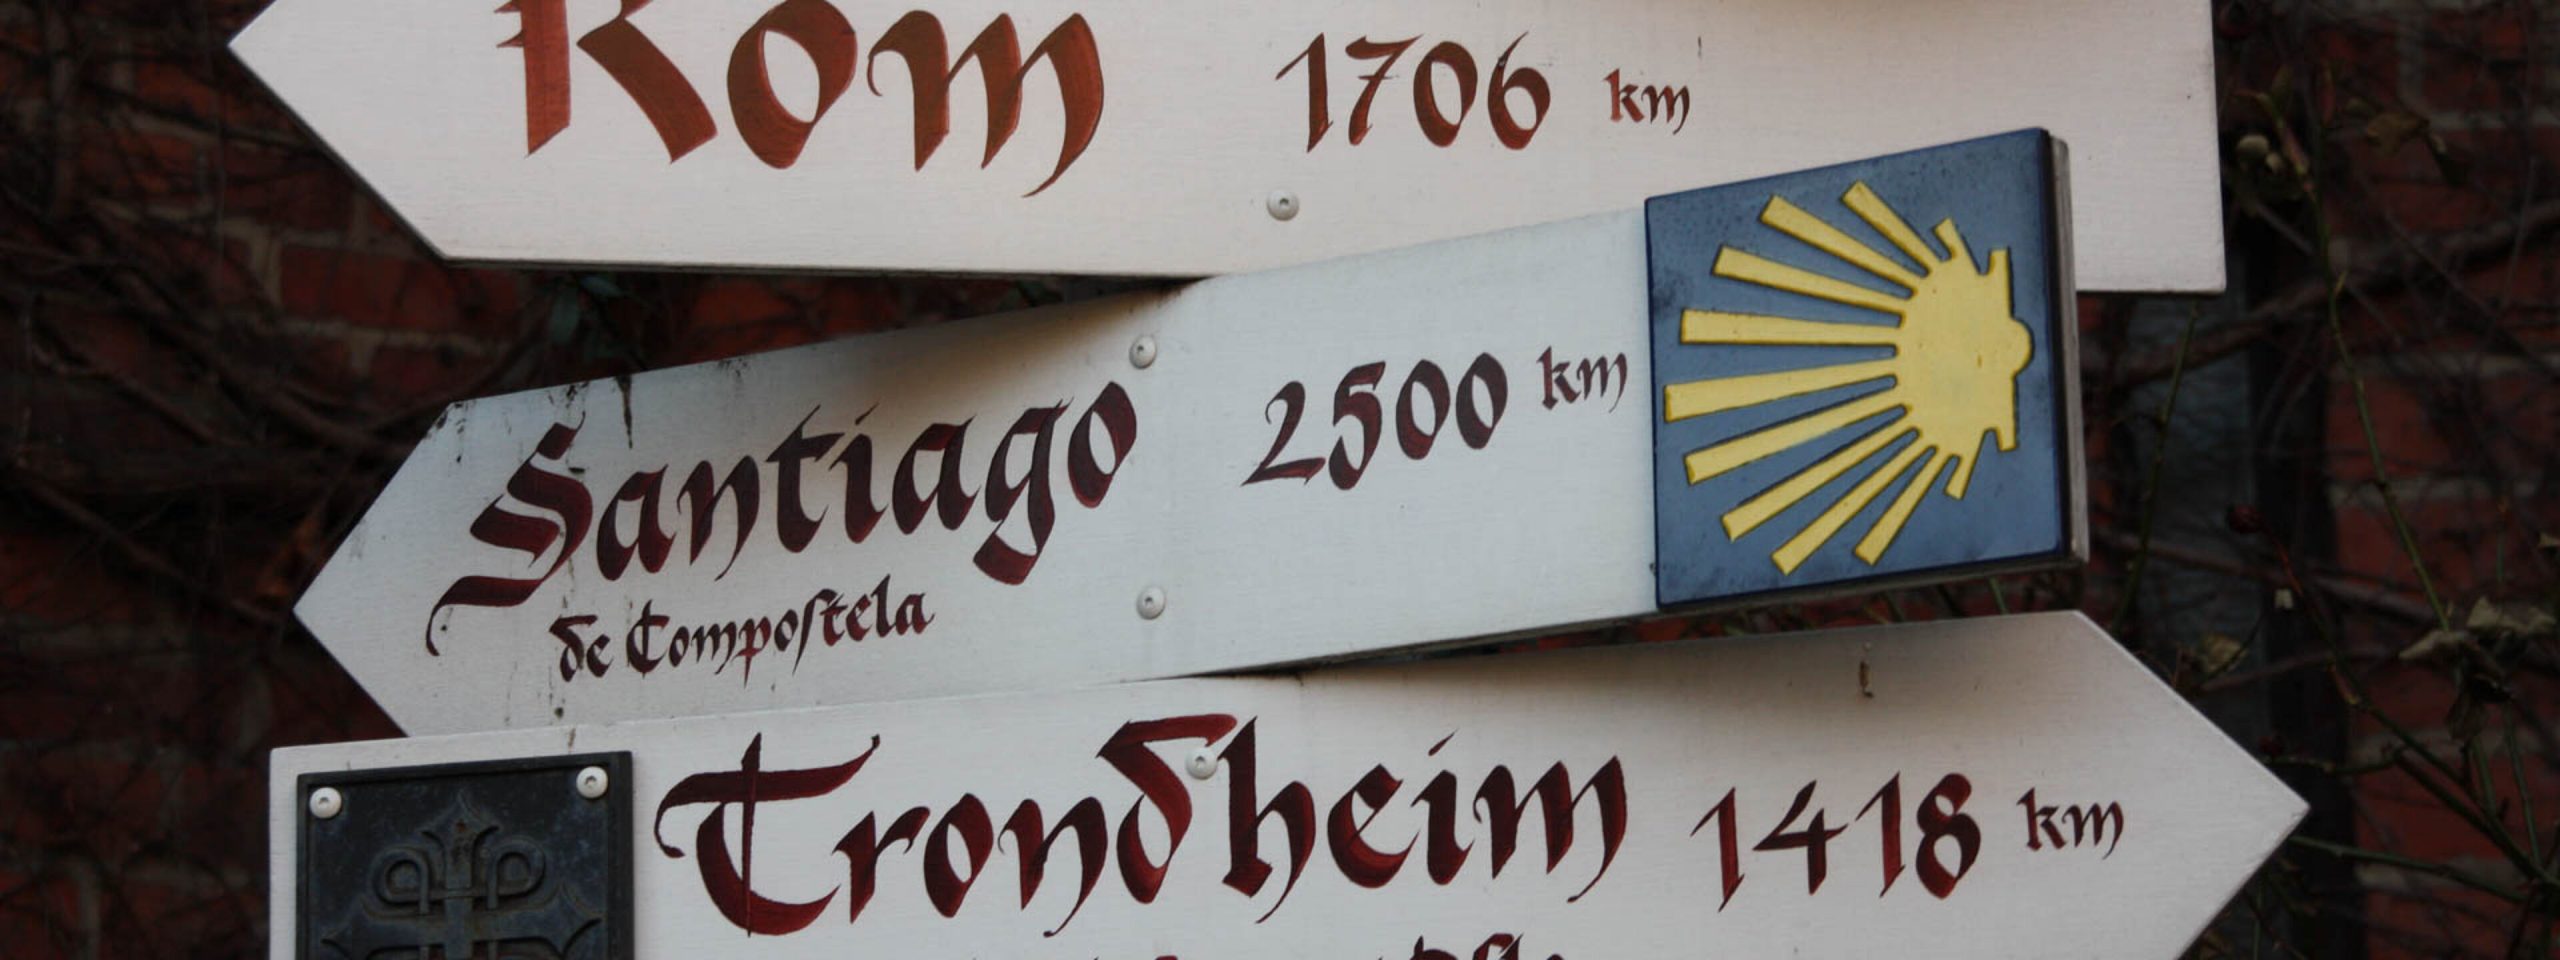 Rom 1706 km
Santiago 2500 km
de Compostela
Trondheim 1418 km